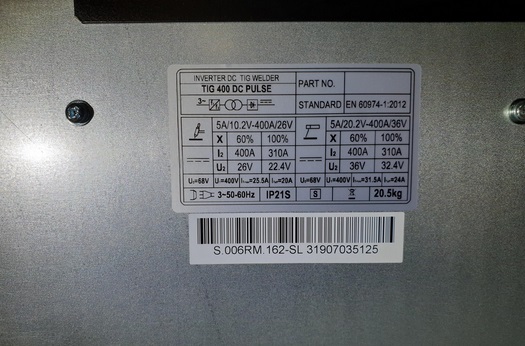 INVERTER DC TIG WELDER
TIG 400 DC PULSE
PART NO.
3~
STANDARD EN 60974-1:2012
5A/10.2V-400A/26V 5A/20.2V-400A/36V
X 60% 100% X 60% 100%
I2 400A 310A I2 400A 310A
U2 26V 22.4V U2 36V 32.4V
U0=68V U1=400V I1max=25.5A I1eff=20A U0=68V U1=400V I1max=31.5A I1eff=24A
3~50-60Hz IP21S S 20.5kg
S.006RM.162-SL 31907035125